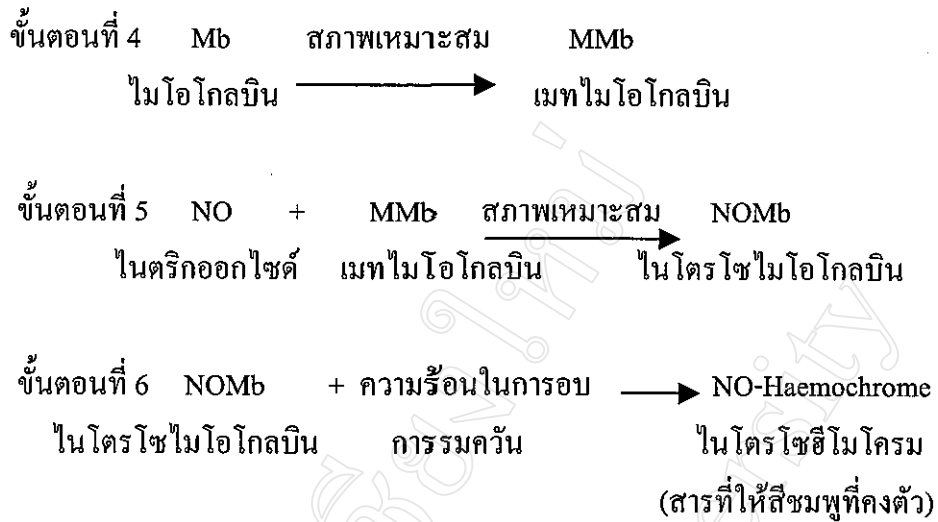 ขั้นตอนที่ 4 Mb สภาพเหมาะสม MMb
ไมโอโกลบิน เมทไมโอโกลบิน
ขั้นตอนที่ 5 NO + MMb สภาพเหมาะสม NOMb
ไนตริกออกไซด์ เมทไมโอโกลบิน ไนโตรโซไมโอโกลบิน
ขั้นตอนที่ 6 NOMb + ความร้อนในการอบ NO-Haemochrome
ไนโตรโซไมโอโกลบิน การรมควัน ไนโตรโซฮีโมโครม
(สารที่ให้สีชมพูที่คงตัว)